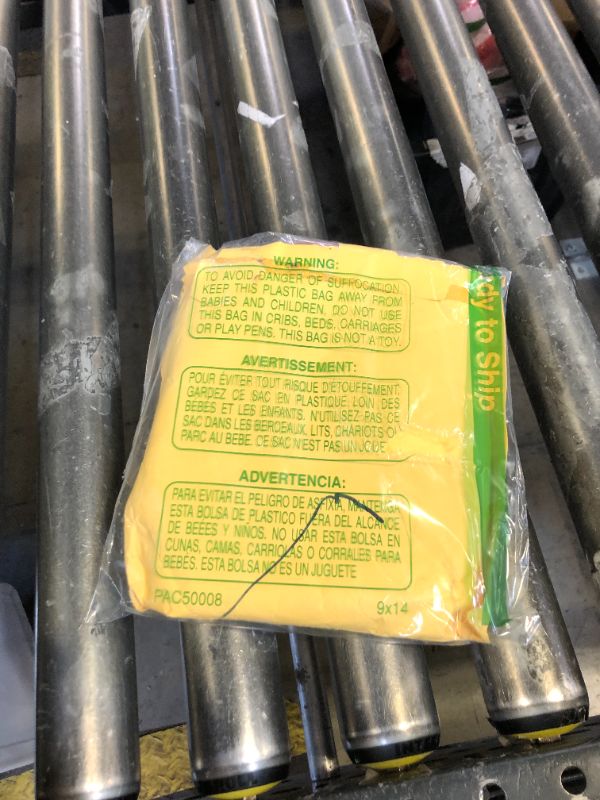 WARNING:
TO AVOID DANGER OF SUFFOCATION
KEEP THIS PLASTIC BAG AWAY FROM
BABIES AND CHILDREN. DO NOT USE
THIS BAG IN CRIBS, BEDS, CARRIAGES
OR PLAY PENS. THIS BAG IS NOT A TOY.
AVERTISSEMENT:
POUR ÉVITER TOUT RISQUE D'ÉTOUFFEMENT,
GARDEZ CE SAC EN PLASTIQUE LOIN DES
BEBES ET LES ENFANTS. N'UTILISEZ PAS CE
SAC DANS LES BERCEAUX, LITS, CHARIOTS OU
PARC AU BEBE. CE SAC N'EST PAS UN JOUE
ADVERTENCIA:
PARA EVITAR EL PELIGRO DE ASFIXIA, MANTENGA
ESTA BOLSA DE PLASTICO FUERA DEL ALCANCE
DE BEBES Y NIÑOS. NO USAR ESTA BOLSA EN
CUNAS, CAMAS, CARRIOLAS O CORRALES PARA
BEBES. ESTA BOLSA NO ES UN JUGUETE
PAC50008
9x14
dy to Ship